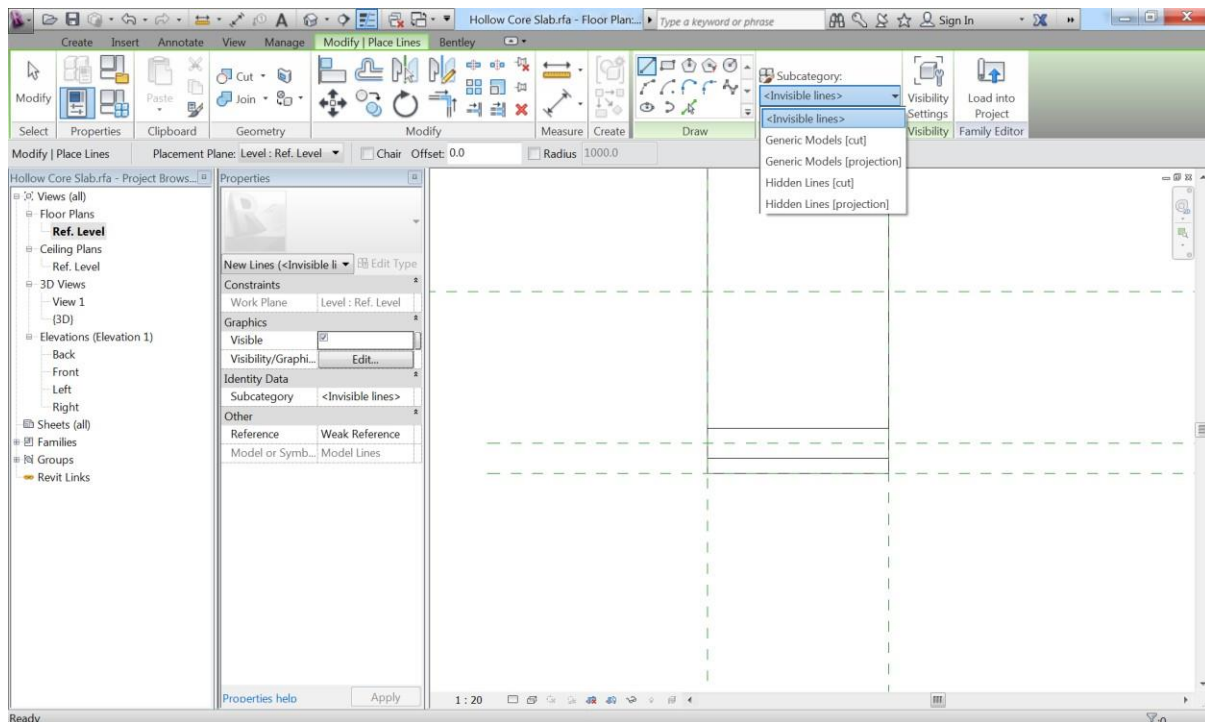 Hollow Core Slab.rfa - Floor Plan:...
Type a keyword or phrase
Sign In
Create Insert Annotate View Manage Modify | Place Lines Bentley
Modify
Paste
Cut
Join
Subcategory:
<Invisible lines>
Visibility Settings
Load into Project
Select Properties Clipboard Geometry Modify Measure Create Draw Visibility Family Editor
<Invisible lines>
Generic Models [cut]
Generic Models [projection]
Hidden Lines [cut]
Hidden Lines [projection]
Modify | Place Lines Placement Plane: Level : Ref. Level Chair Offset: 0.0 Radius 1000.0
Hollow Core Slab.rfa - Project Brows...
Views (all)
Floor Plans
Ref. Level
Ceiling Plans
Ref. Level
3D Views
View 1
{3D}
Elevations (Elevation 1)
Back
Front
Left
Right
Sheets (all)
Families
Groups
Revit Links
Properties
New Lines (<Invisible li Edit Type
Constraints
Work Plane Level : Ref. Level
Graphics
Visible
Visibility/Graphi... Edit...
Identity Data
Subcategory <Invisible lines>
Other
Reference Weak Reference
Model or Symb... Model Lines
Properties help Apply
1 : 20
Ready
:0